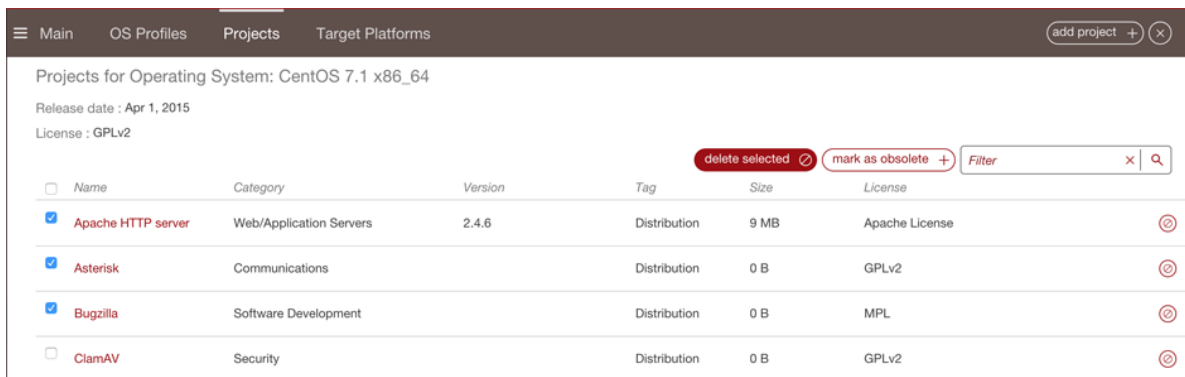 Main OS Profiles Projects Target Platforms add project +
Projects for Operating System: CentOS 7.1 x86_64
Release date : Apr 1, 2015
License : GPLv2
delete selected mark as obsolete + Filter
Name Category Version Tag Size License
Apache HTTP server Web/Application Servers 2.4.6 Distribution 9 MB Apache License
Asterisk Communications Distribution 0 B GPLv2
Bugzilla Software Development Distribution 0 B MPL
ClamAV Security Distribution 0 B GPLv2